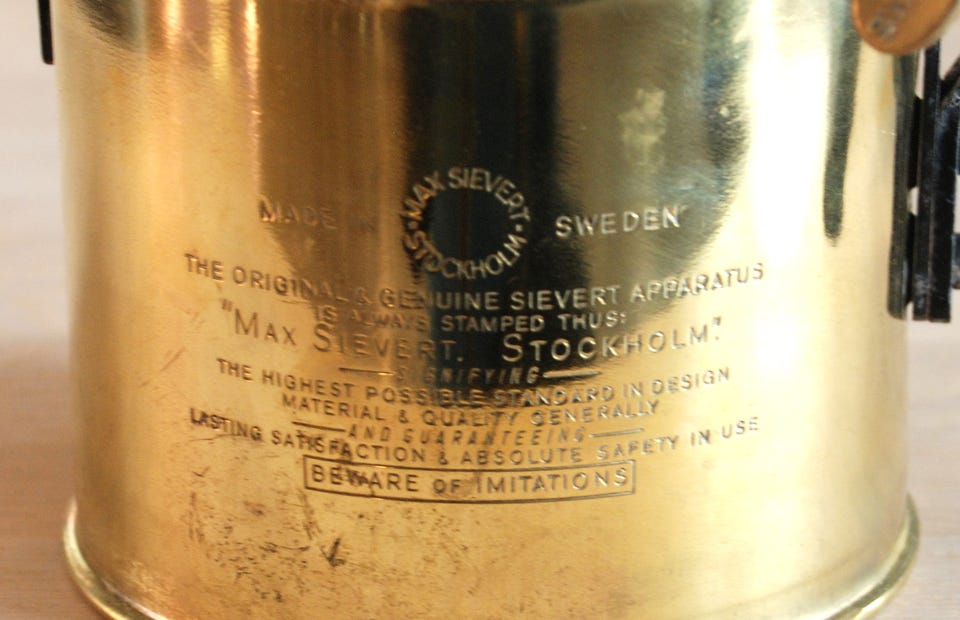 MADE IN SWEDEN
·MAX SIEVERT·
STOCKHOLM
THE ORIGINAL & GENUINE SIEVERT APPARATUS
IS ALWAYS STAMPED THUS:
"MAX SIEVERT. STOCKHOLM".
SIGNIFYING
THE HIGHEST POSSIBLE STANDARD IN DESIGN
MATERIAL & QUALITY GENERALLY
AND GUARANTEEING
LASTING SATISFACTION & ABSOLUTE SAFETY IN USE
BEWARE OF IMITATIONS